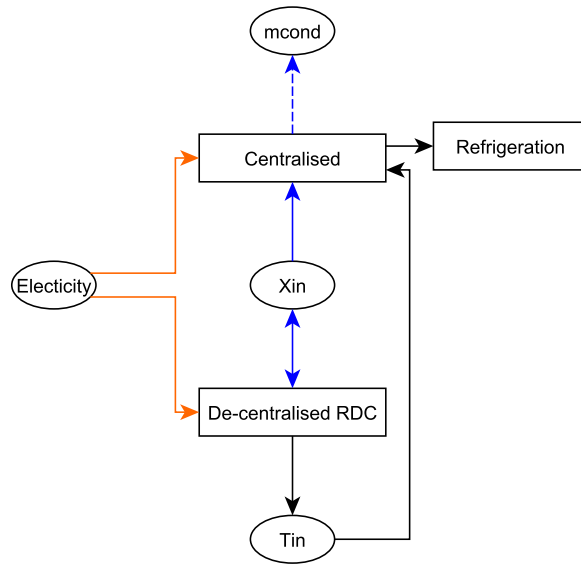 mcond
Centralised
Refrigeration
Electicity
Xin
De-centralised RDC
Tin